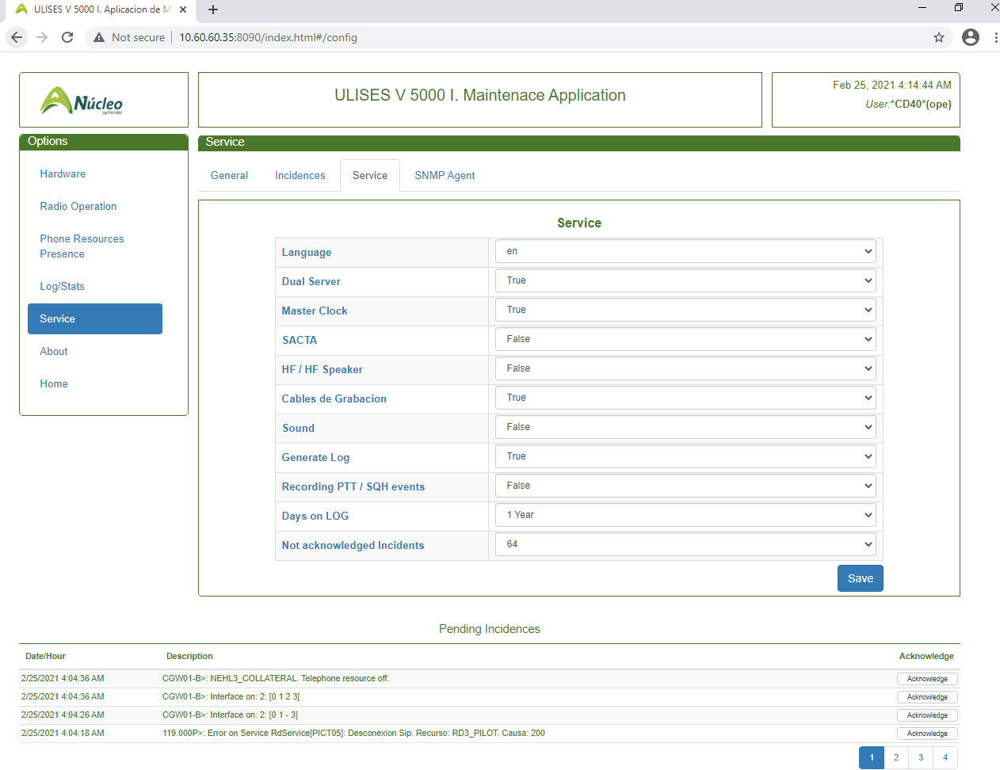 ULISES V 5000 I. Aplicacion de M
Not secure
10.60.60.35:8090/index.html#/config
Núcleo
amper
ULISES V 5000 I. Maintenace Application
Feb 25, 2021 4:14:44 AM
User:*CD40*(ope)
Options
Hardware
Radio Operation
Phone Resources
Presence
Log/Stats
Service
About
Home
Service
General
Incidences
Service
SNMP Agent
Service
Language en
Dual Server True
Master Clock True
SACTA False
HF / HF Speaker False
Cables de Grabacion True
Sound False
Generate Log True
Recording PTT / SQH events False
Days on LOG 1 Year
Not acknowledged Incidents 64
Save
Pending Incidences
Date/Hour Description Acknowledge
2/25/2021 4:04:36 AM CGW01-B>: NEHL3_COLLATERAL. Telephone resource off. Acknowledge
2/25/2021 4:04:36 AM CGW01-B>: Interface on: 2: [0 1 2 3] Acknowledge
2/25/2021 4:04:26 AM CGW01-B>: Interface on: 2: [0 1 - 3] Acknowledge
2/25/2021 4:04:18 AM 119.000P>: Error on Service RdService[PICT05]: Desconexion Sip. Recurso: RD3_PILOT. Causa: 200 Acknowledge
1 2 3 4